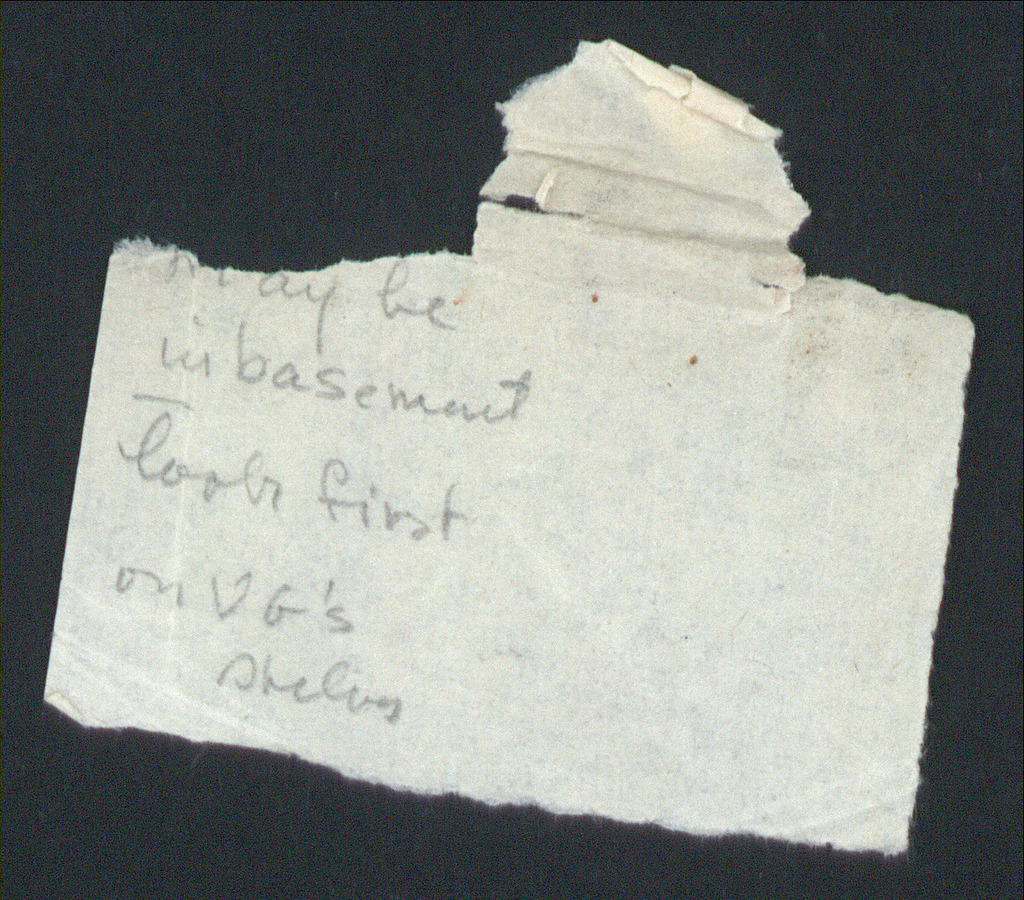 may be
in basement
look first
on VG's
shelves